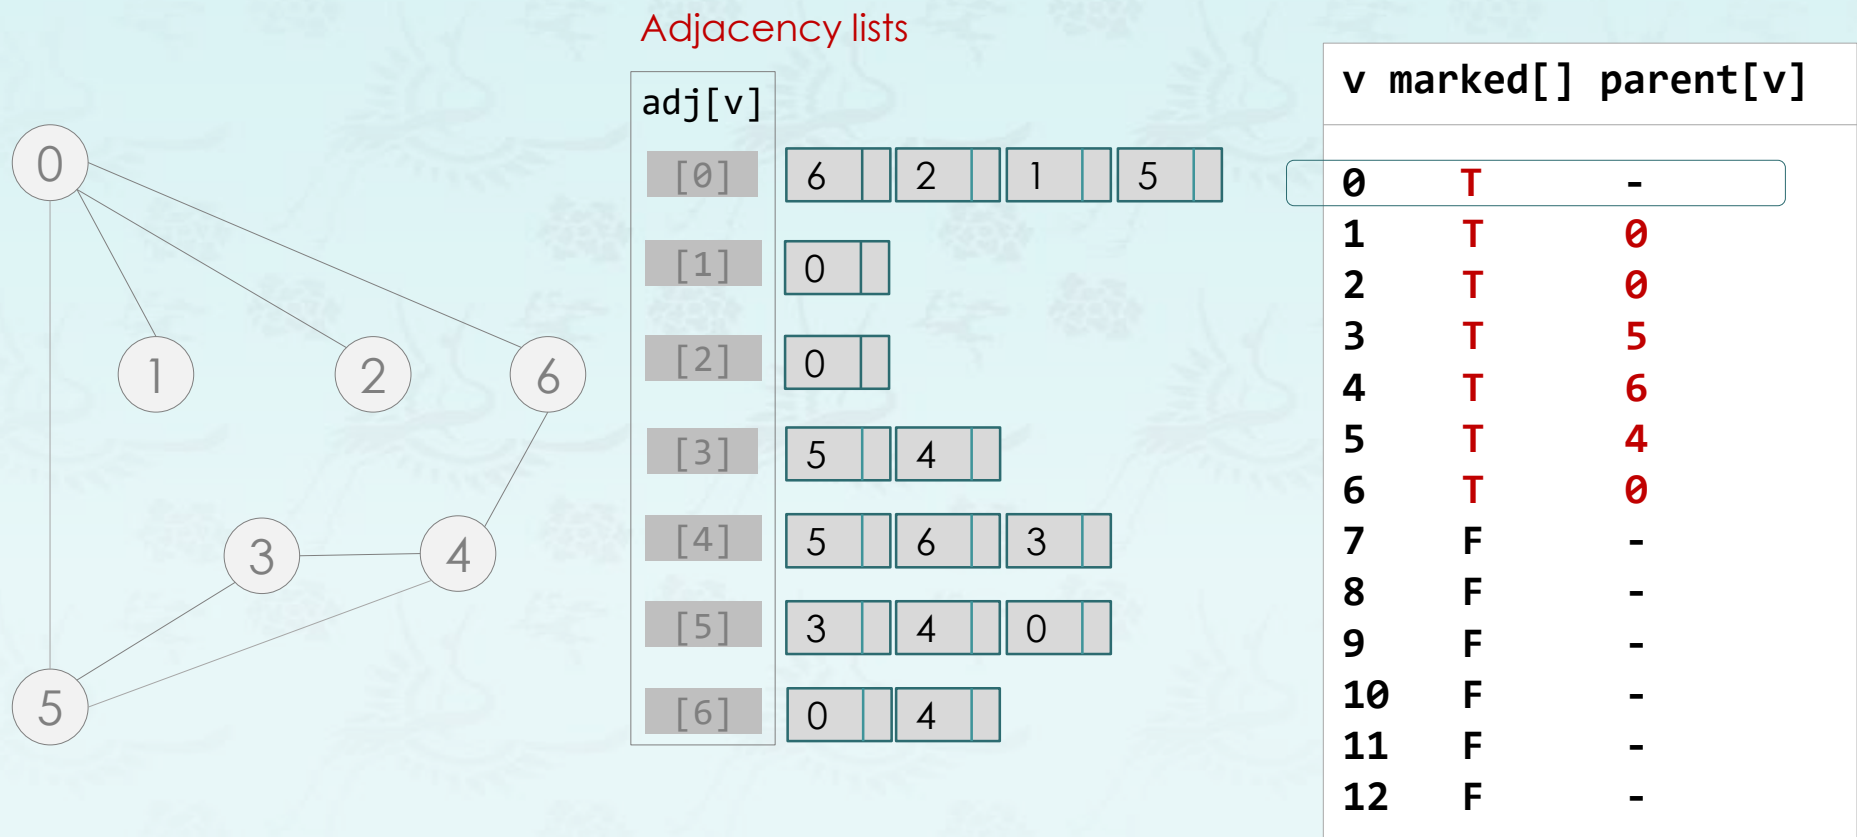 Adjacency lists
adj[v]
[0] 6 2 1 5
[1] 0
[2] 0
[3] 5 4
[4] 5 6 3
[5] 3 4 0
[6] 0 4
0
1 2 6
3 4
5
v marked[] parent[v]
0 T -
1 T 0
2 T 0
3 T 5
4 T 6
5 T 4
6 T 0
7 F -
8 F -
9 F -
10 F -
11 F -
12 F -